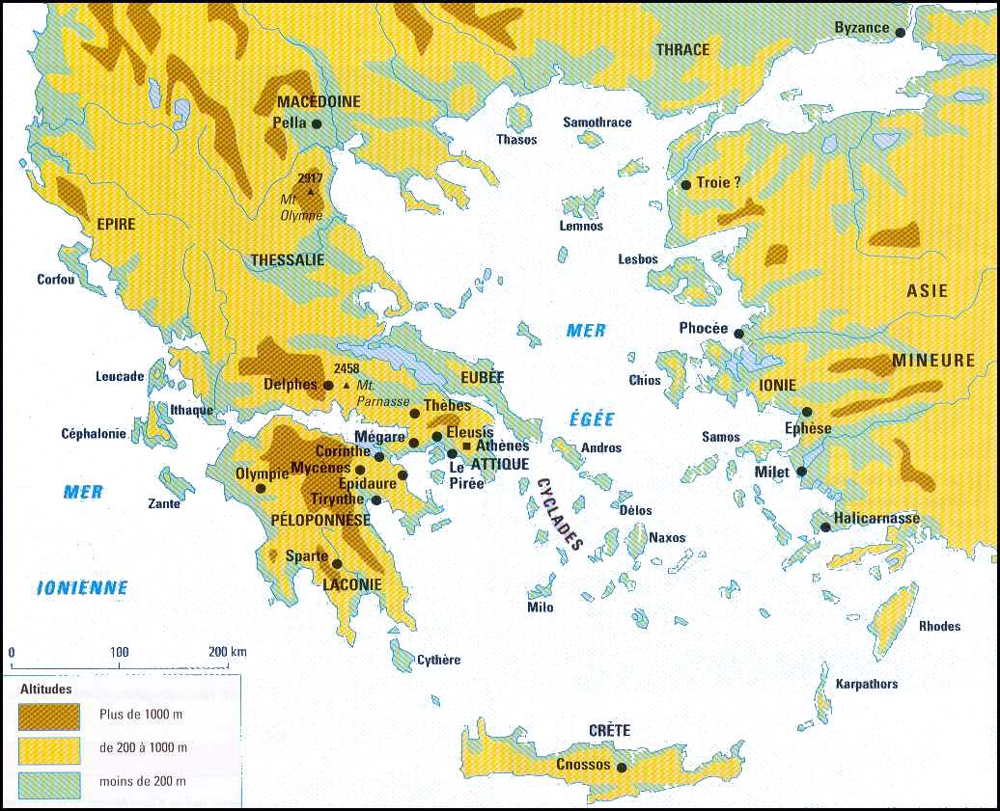 Byzance
THRACE
MACÉDOINE
Pella
Thasos
Samothrace
2917
Mt
Olympe
Troie ?
EPIRE
Lemnos
THESSALIE
Lesbos
Corfou
ASIE
MER
Phocée
MINEURE
Leucade
2458
Delphes
Mt.
Parnasse
EUBÉE
Chios
IONIE
Ithaque
Thèbes
ÉGÉE
Ephèse
Céphalonie
Mégare
Eleusis
Athènes
Corinthe
Andros
Samos
Mycènes
Le
Pirée
ATTIQUE
Olympie
Epidaure
Milet
MER
Zante
Tirynthe
CYCLADES
Délos
PÉLOPONNÈSE
Halicarnasse
Naxos
Sparte
LACONIE
IONIENNE
Milo
Rhodes
0 100 200 km
Cythère
Karpathors
Altitudes
Plus de 1000 m
de 200 à 1000 m
moins de 200 m
CRÈTE
Cnossos